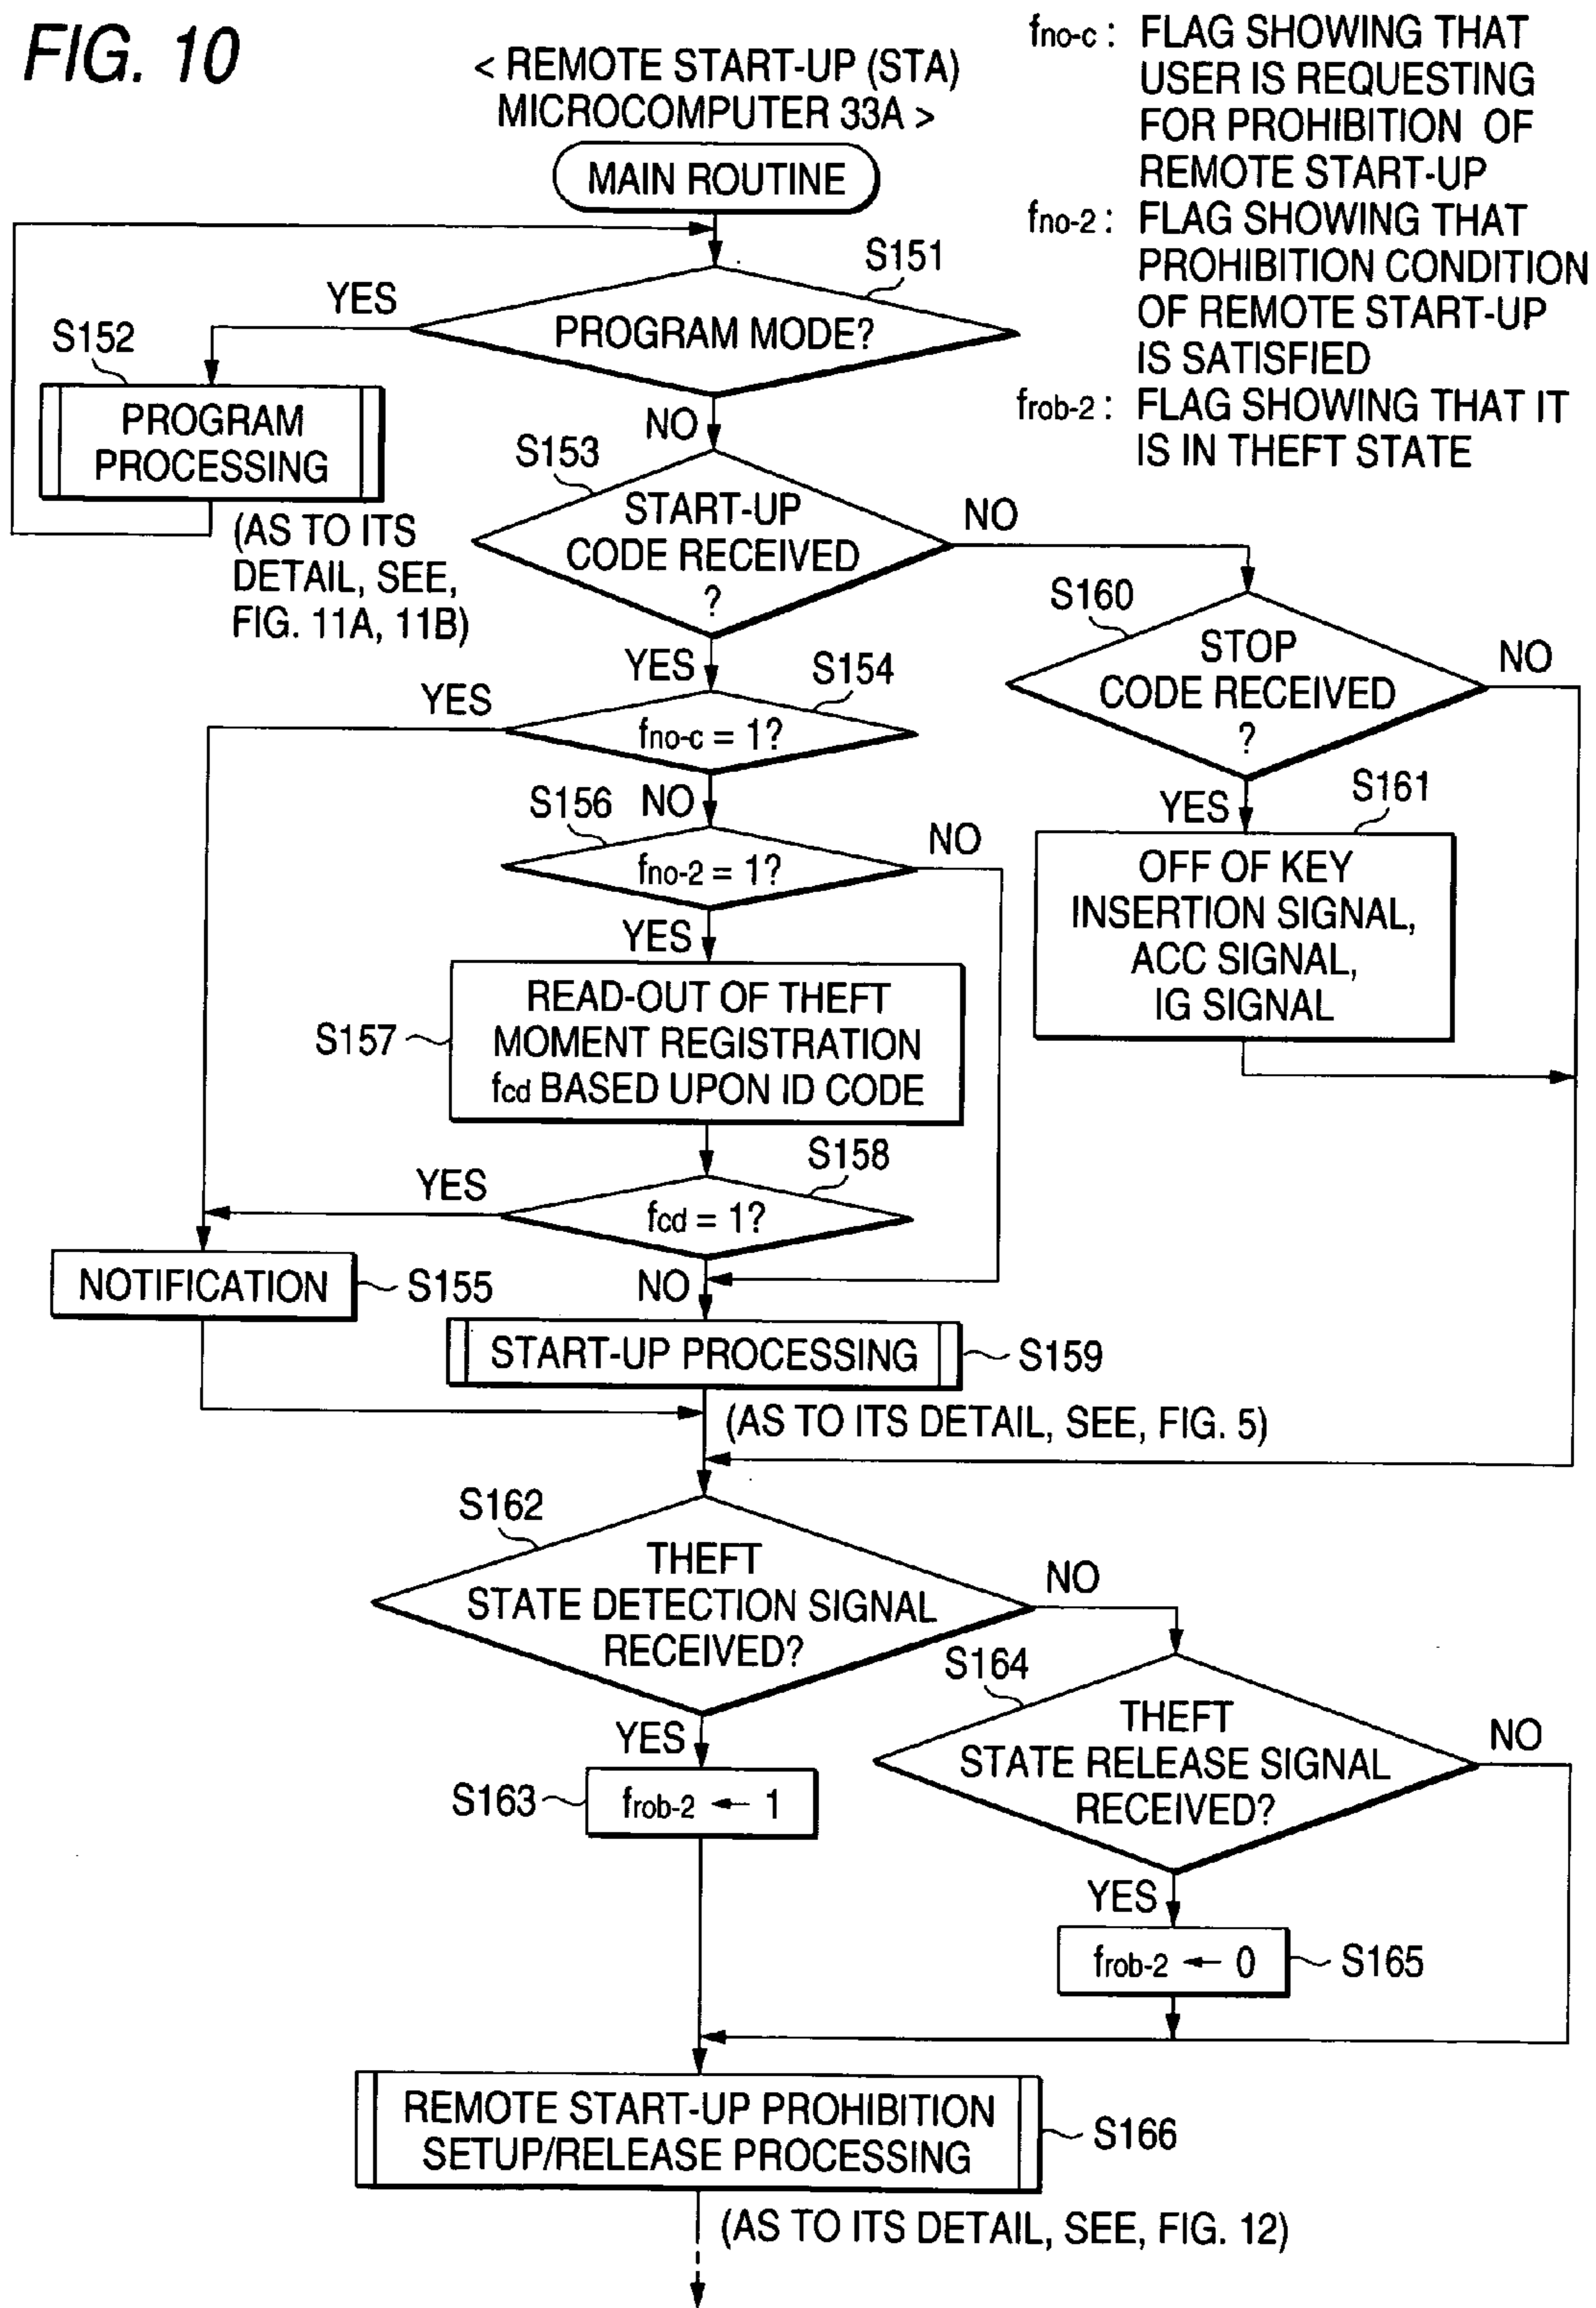 FIG. 10
< REMOTE START-UP (STA)
MICROCOMPUTER 33A >
fno-c : FLAG SHOWING THAT
USER IS REQUESTING
FOR PROHIBITION OF
REMOTE START-UP
fno-2 : FLAG SHOWING THAT
PROHIBITION CONDITION
OF REMOTE START-UP
IS SATISFIED
frob-2 : FLAG SHOWING THAT IT
IS IN THEFT STATE
MAIN ROUTINE
S151
YES
PROGRAM MODE?
S152
PROGRAM
PROCESSING
(AS TO ITS
DETAIL, SEE,
FIG. 11A, 11B)
NO
S153
START-UP
CODE RECEIVED
?
NO
S160
STOP
CODE RECEIVED
?
NO
YES
S154
YES
fno-c = 1?
YES
S161
OFF OF KEY
INSERTION SIGNAL,
ACC SIGNAL,
IG SIGNAL
S156
NO
fno-2 = 1?
NO
YES
READ-OUT OF THEFT
MOMENT REGISTRATION
fcd BASED UPON ID CODE
S157
S158
YES
fcd = 1?
NOTIFICATION
S155
NO
START-UP PROCESSING
S159
(AS TO ITS DETAIL, SEE, FIG. 5)
S162
THEFT
STATE DETECTION SIGNAL
RECEIVED?
NO
S164
THEFT
STATE RELEASE SIGNAL
RECEIVED?
NO
YES
S163
frob-2 ← 1
YES
frob-2 ← 0
S165
REMOTE START-UP PROHIBITION
SETUP/RELEASE PROCESSING
S166
(AS TO ITS DETAIL, SEE, FIG. 12)